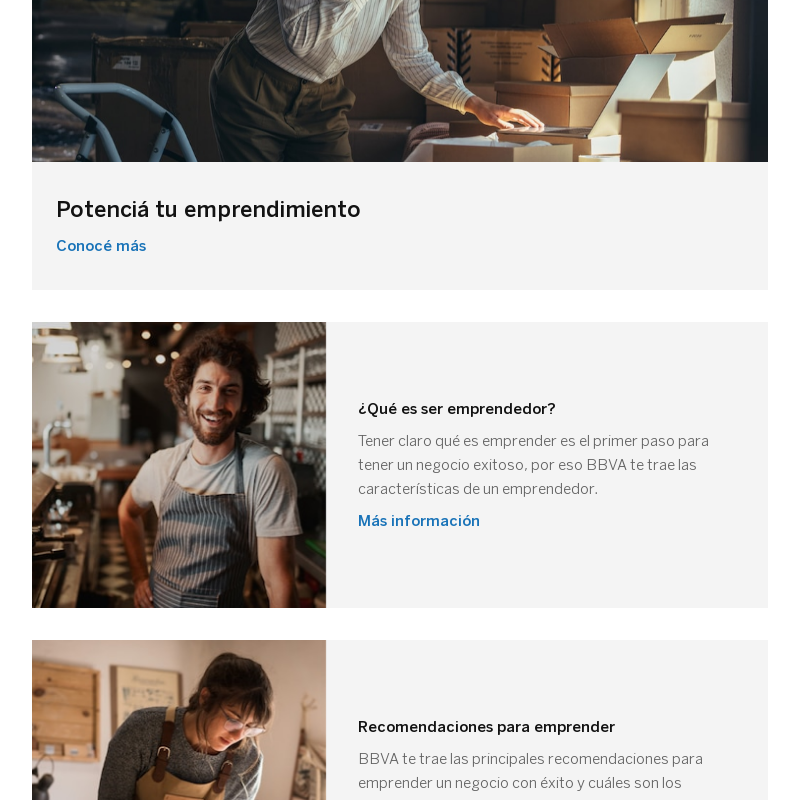 Potenciá tu emprendimiento
Conocé más
¿Qué es ser emprendedor?
Tener claro qué es emprender es el primer paso para
tener un negocio exitoso, por eso BBVA te trae las
características de un emprendedor.
Más información
Recomendaciones para emprender
BBVA te trae las principales recomendaciones para
emprender un negocio con éxito y cuáles son los